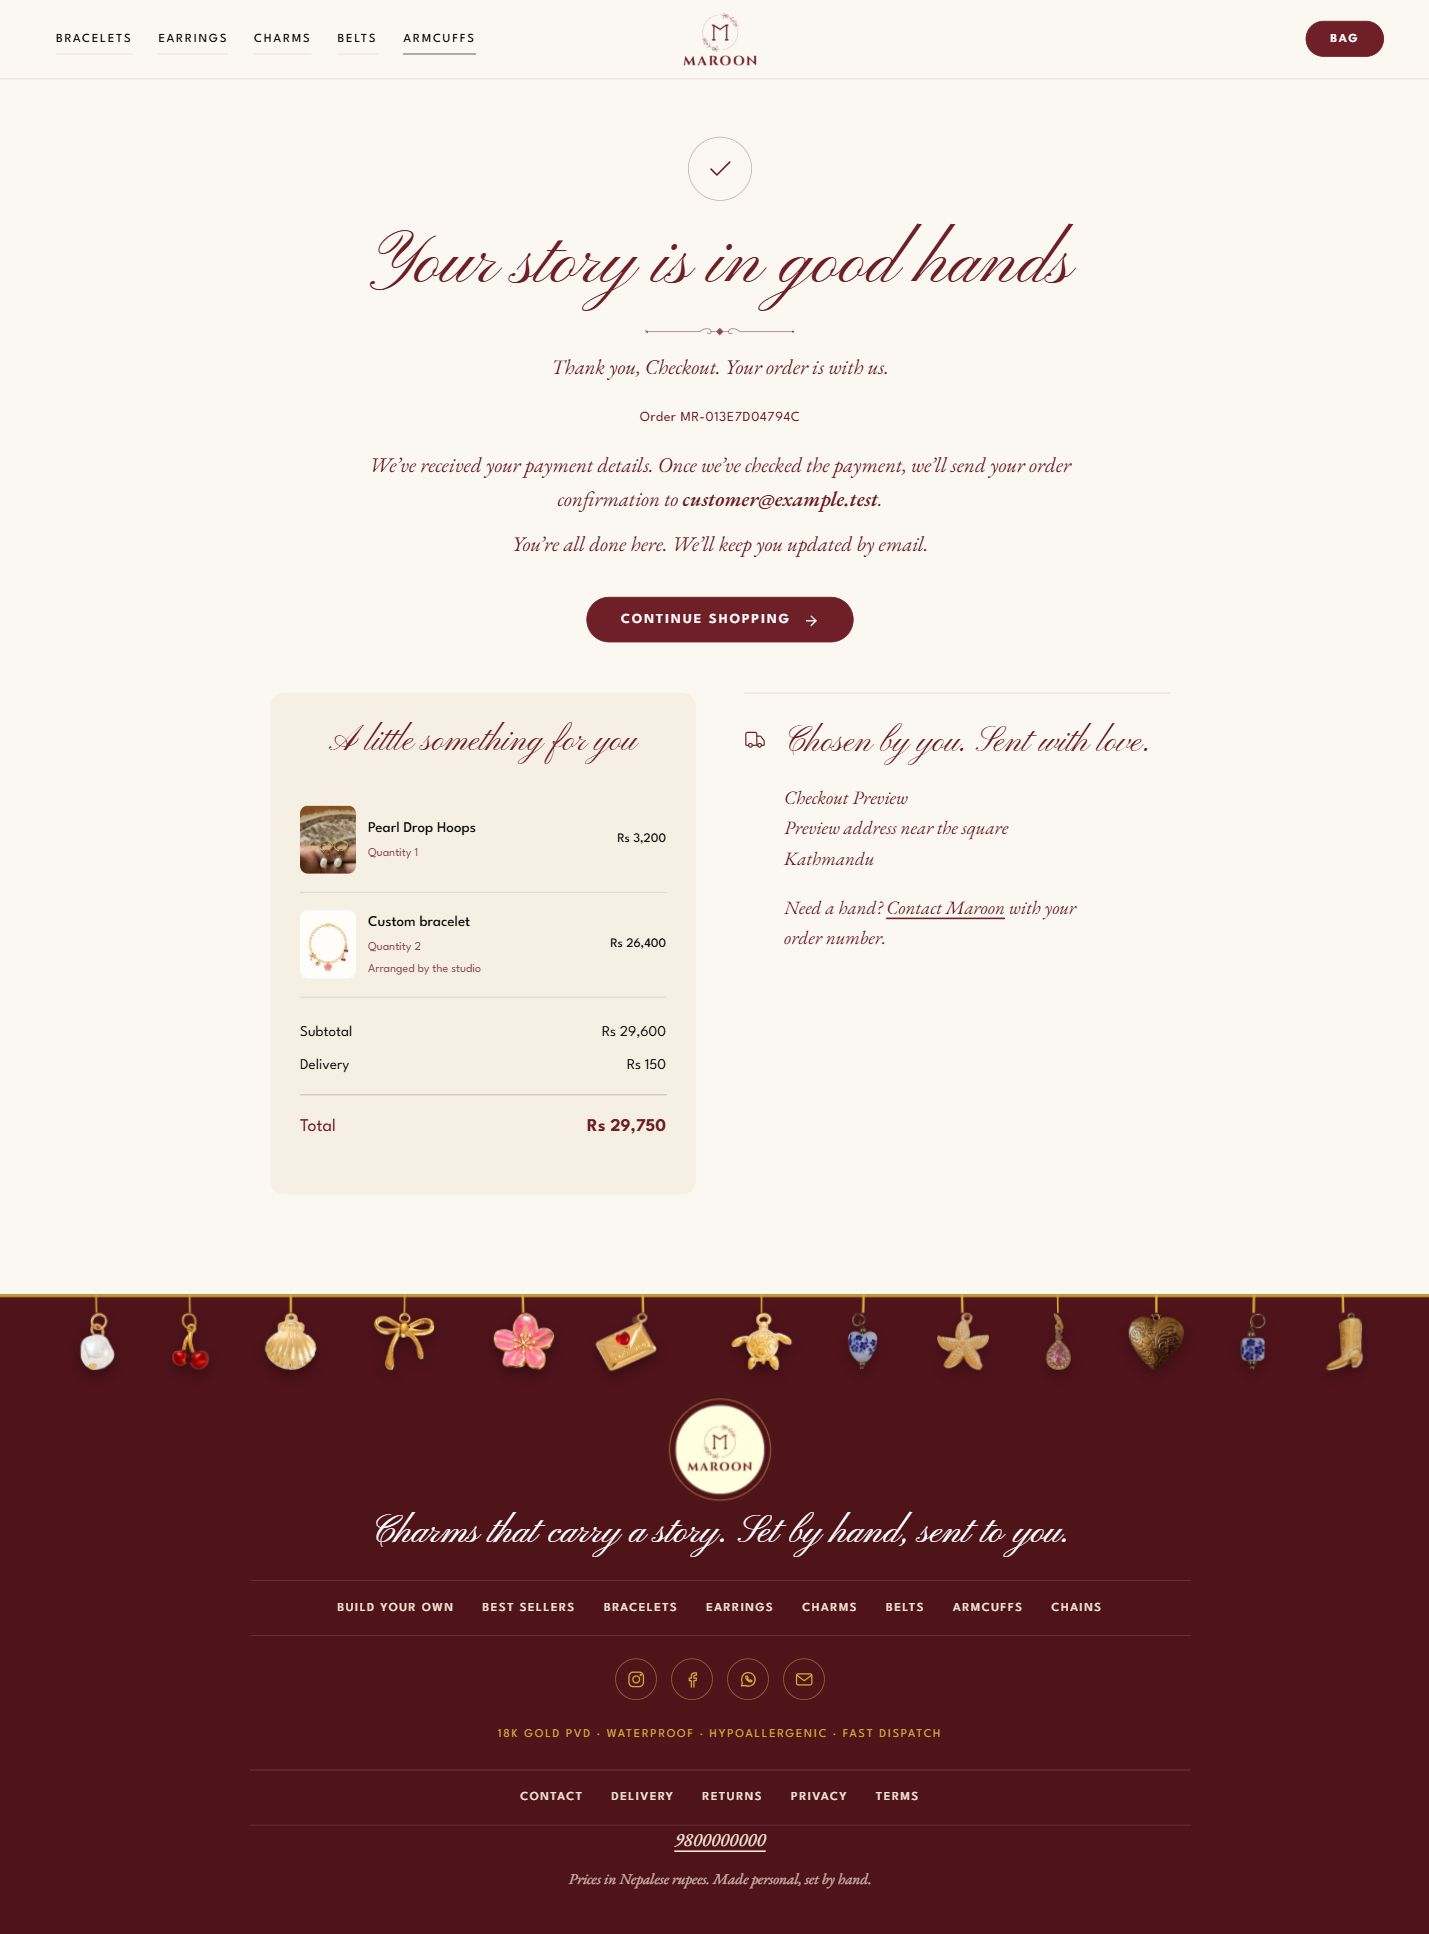 BRACELETS
EARRINGS
CHARMS
BELTS
ARMCUFFS
M
MAROON
BAG
Your story is in good hands
Thank you, Checkout. Your order is with us.
Order MR-013E7D04794C
We’ve received your payment details. Once we’ve checked the payment, we’ll send your order
confirmation to customer@example.test.
You’re all done here. We’ll keep you updated by email.
CONTINUE SHOPPING
A little something for you
Pearl Drop Hoops
Quantity 1
Rs 3,200
Custom bracelet
Quantity 2
Arranged by the studio
Rs 26,400
Subtotal
Rs 29,600
Delivery
Rs 150
Total
Rs 29,750
Chosen by you. Sent with love.
Checkout Preview
Preview address near the square
Kathmandu
Need a hand? Contact Maroon with your
order number.
M
MAROON
Charms that carry a story. Set by hand, sent to you.
BUILD YOUR OWN
BEST SELLERS
BRACELETS
EARRINGS
CHARMS
BELTS
ARMCUFFS
CHAINS
18K GOLD PVD · WATERPROOF · HYPOALLERGENIC · FAST DISPATCH
CONTACT
DELIVERY
RETURNS
PRIVACY
TERMS
9800000000
Prices in Nepalese rupees. Made personal, set by hand.